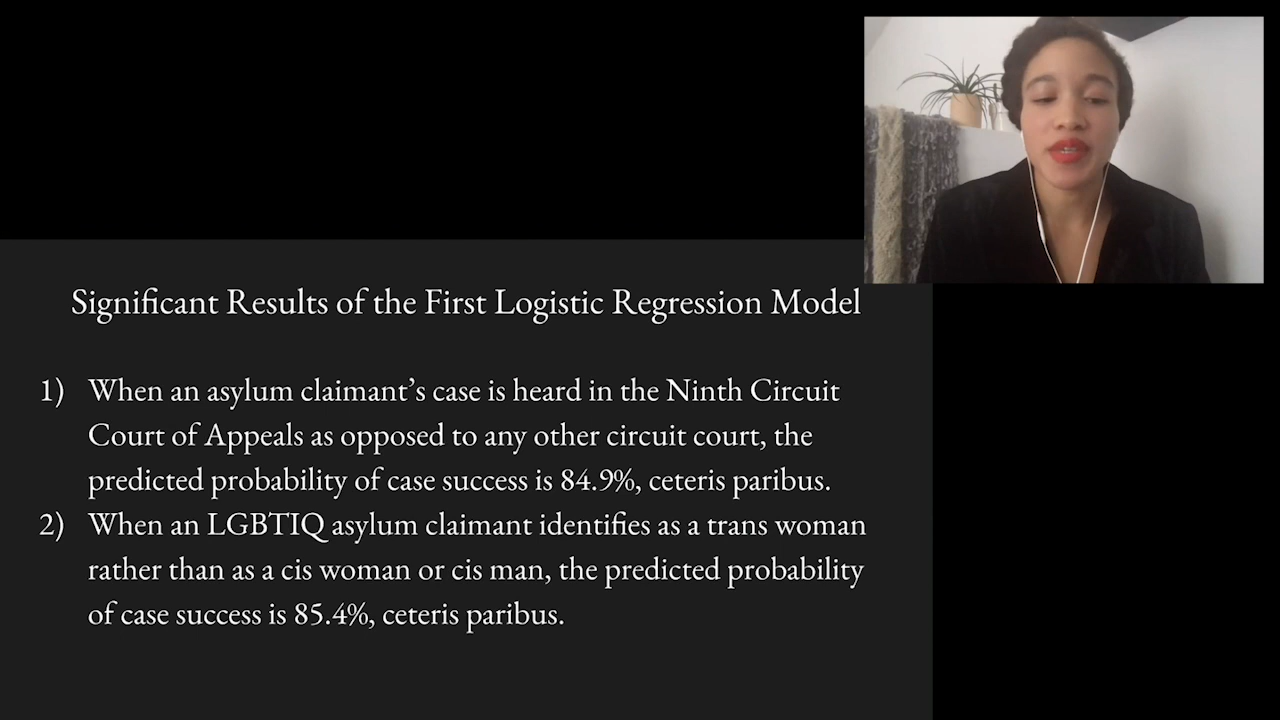 Significant Results of the First Logistic Regression Model
1) When an asylum claimant’s case is heard in the Ninth Circuit
Court of Appeals as opposed to any other circuit court, the
predicted probability of case success is 84.9%, ceteris paribus.
2) When an LGBTIQ asylum claimant identifies as a trans woman
rather than as a cis woman or cis man, the predicted probability
of case success is 85.4%, ceteris paribus.